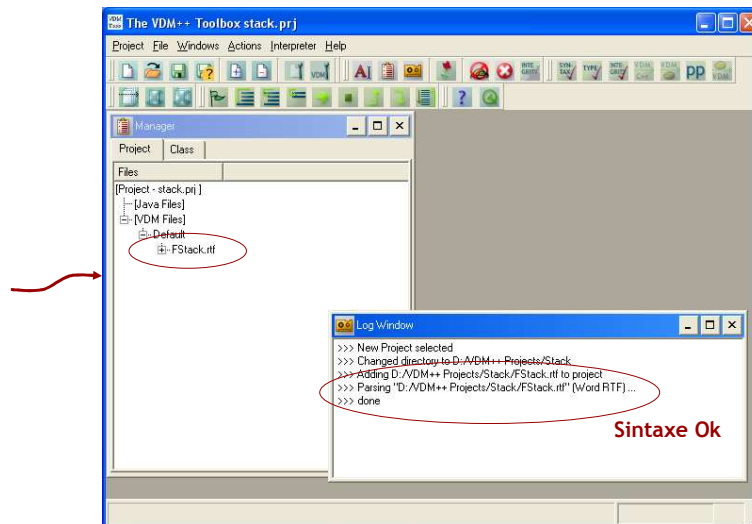 The VDM++ Toolbox stack.prj
Project File Windows Actions Interpreter Help
Manager
Project Class
Files
[Project - stack.prj ]
[Java Files]
[VDM Files]
Default
FStack.rtf
Log Window
>>> New Project selected
>>> Changed directory to D:/VDM++ Projects/Stack
>>> Adding D:/VDM++ Projects/Stack/FStack.rtf to project
>>> Parsing "D:/VDM++ Projects/Stack/FStack.rtf" (Word RTF) ...
>>> done
Sintaxe Ok